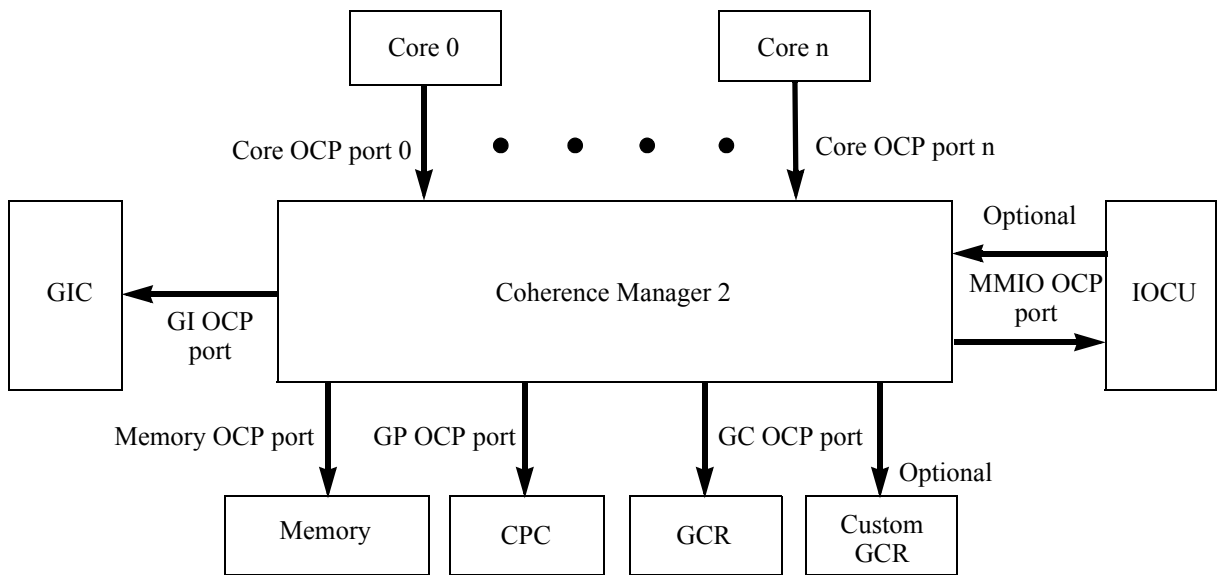 Core 0
Core n
Core OCP port 0
Core OCP port n
Optional
GIC
Coherence Manager 2
MMIO OCP
port
IOCU
GI OCP
port
Memory OCP port
GP OCP port
GC OCP port
Optional
Memory
CPC
GCR
Custom
GCR